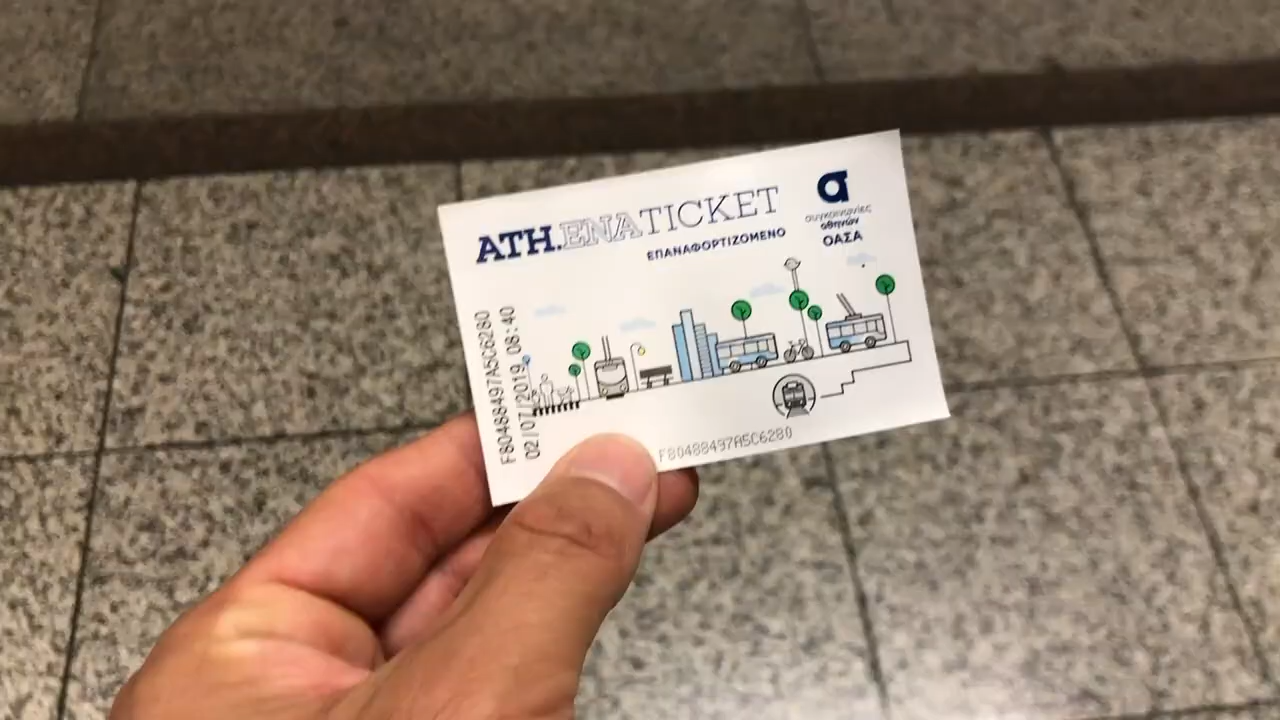 ATH.ENA TICKET
ΕΠΑΝΑΦΟΡΤΙΖΟΜΕΝΟ
συγκοινωνίες
αθηνών
ΟΑΣΑ
F80488497A5C6280
02/07/2019 08:40
F80488497A5C6280